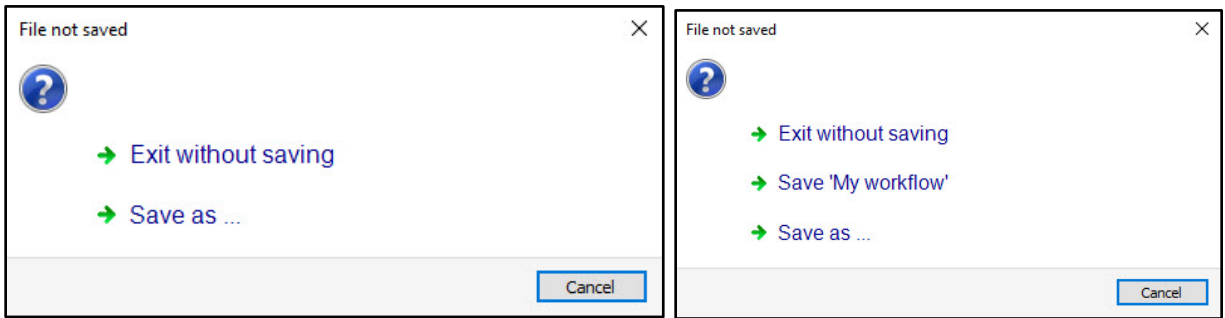 File not saved
Exit without saving
Save as ...
Cancel
File not saved
Exit without saving
Save 'My workflow'
Save as ...
Cancel